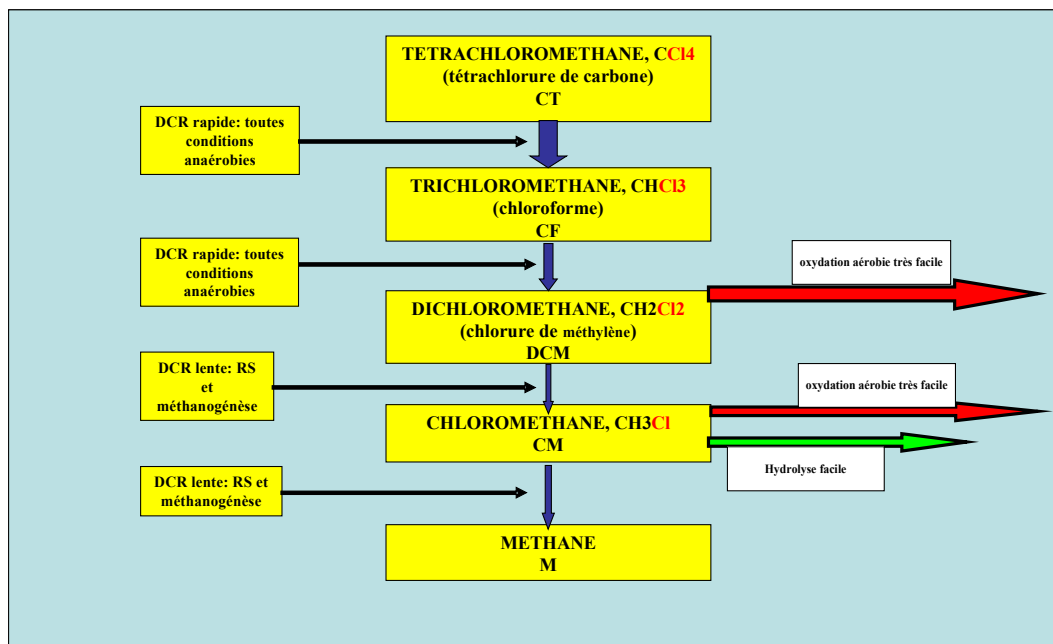 TETRACHLOROMETHANE, CCl4
(tétrachlorure de carbone)
CT
DCR rapide: toutes
conditions
anaérobies
TRICHLOROMETHANE, CHCl3
(chloroforme)
CF
DCR rapide: toutes
conditions
anaérobies
oxydation aérobie très facile
DICHLOROMETHANE, CH2Cl2
(chlorure de méthylène)
DCM
DCR lente: RS
et
méthanogénèse
oxydation aérobie très facile
CHLOROMETHANE, CH3Cl
CM
Hydrolyse facile
DCR lente: RS et
méthanogénèse
METHANE
M